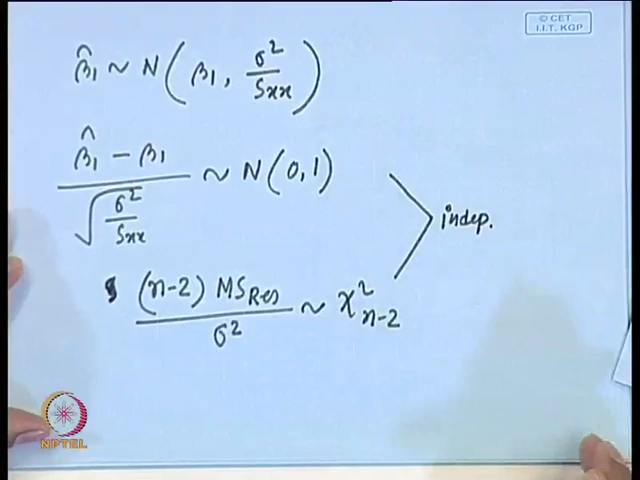 © CET
I.I.T. KGP
β̂₁ ~ N(β₁, σ²/Sxx)
(β̂₁ − β₁)/√(σ²/Sxx) ~ N(0,1)
indep.
(n-2) MS_Res/σ² ~ χ²_{n-2}
NPTEL